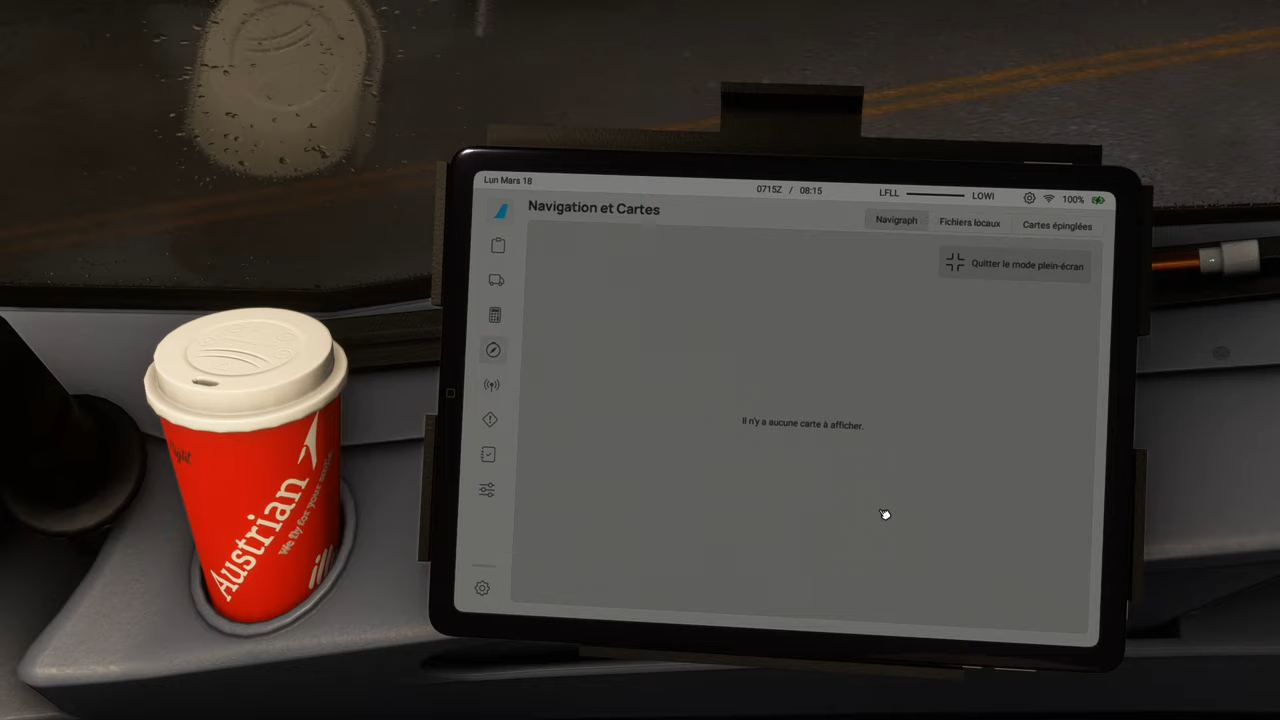 Lun Mars 18
0715Z / 08:15
LFLL
LOWI
100%
Navigation et Cartes
Navigraph
Fichiers locaux
Cartes épinglées
Quitter le mode plein-écran
Il n'y a aucune carte à afficher.
Austrian
We fly for your smile.